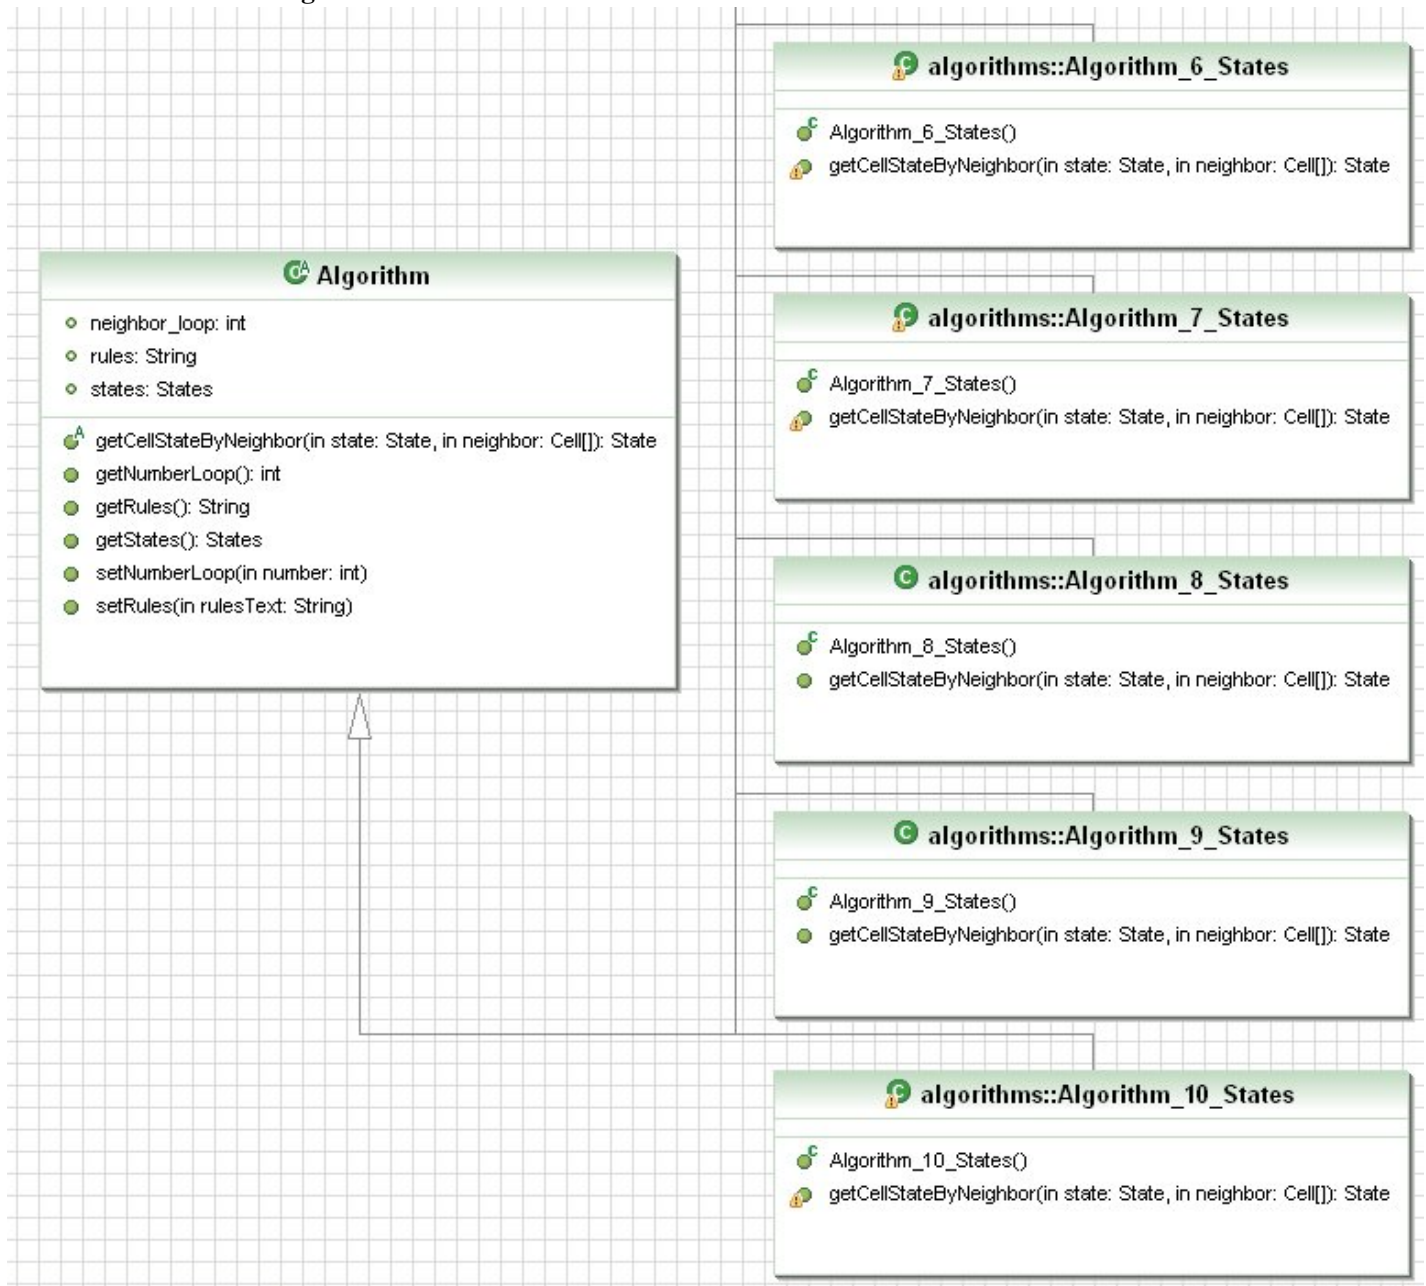 algorithms::Algorithm_6_States
Algorithm_6_States()
getCellStateByNeighbor(in state: State, in neighbor: Cell[]): State
Algorithm
neighbor_loop: int
rules: String
states: States
getCellStateByNeighbor(in state: State, in neighbor: Cell[]): State
getNumberLoop(): int
getRules(): String
getStates(): States
setNumberLoop(in number: int)
setRules(in rulesText: String)
algorithms::Algorithm_7_States
Algorithm_7_States()
getCellStateByNeighbor(in state: State, in neighbor: Cell[]): State
algorithms::Algorithm_8_States
Algorithm_8_States()
getCellStateByNeighbor(in state: State, in neighbor: Cell[]): State
algorithms::Algorithm_9_States
Algorithm_9_States()
getCellStateByNeighbor(in state: State, in neighbor: Cell[]): State
algorithms::Algorithm_10_States
Algorithm_10_States()
getCellStateByNeighbor(in state: State, in neighbor: Cell[]): State